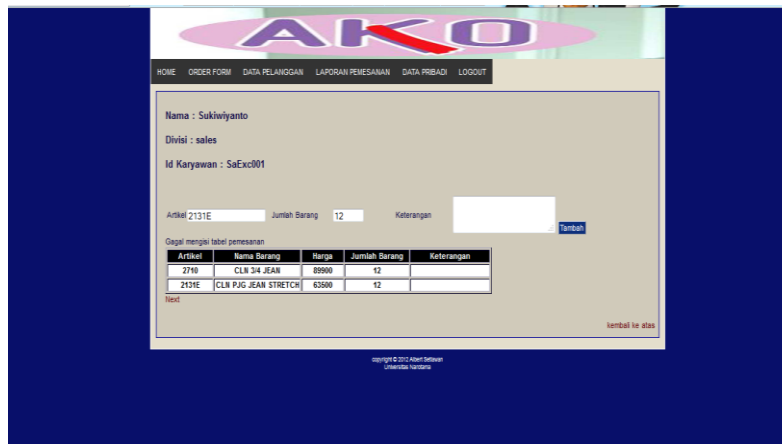 AKO
HOME ORDER FORM DATA PELANGGAN LAPORAN PEMESANAN DATA PRIBADI LOGOUT
Nama : Sukiwiyanto
Divisi : sales
Id Karyawan : SaExc001
Artikel 2131E Jumlah Barang 12 Keterangan Tambah
Gagal mengisi tabel pemesanan
Artikel Nama Barang Harga Jumlah Barang Keterangan
2710 CLN 3/4 JEAN 89900 12
2131E CLN PJG JEAN STRETCH 63500 12
Next
kembali ke atas
copyright © 2012 Albert Setiawan
Universitas Narotama